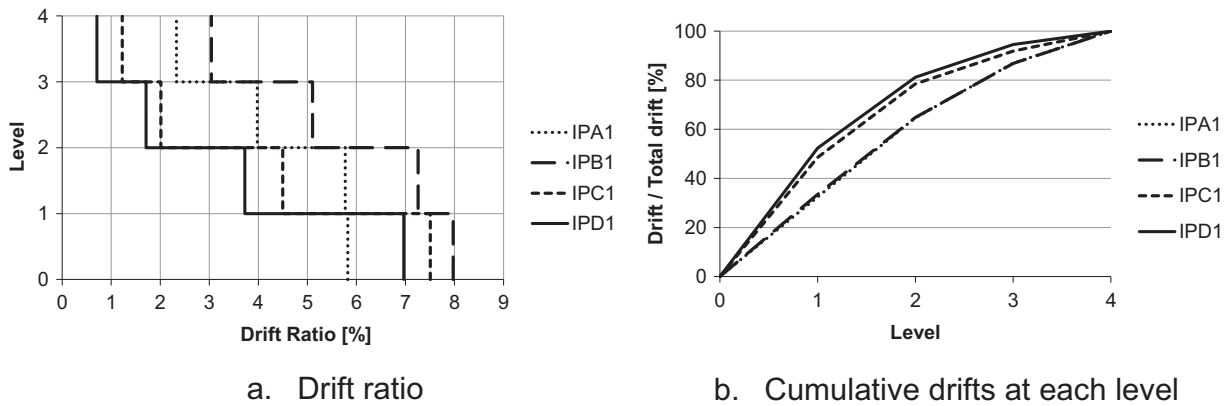 4
3
2
1
0
Level
0 1 2 3 4 5 6 7 8 9
Drift Ratio [%]
IPA1
IPB1
IPC1
IPD1
a. Drift ratio
100
80
60
40
20
0
Drift / Total drift [%]
0 1 2 3 4
Level
IPA1
IPB1
IPC1
IPD1
b. Cumulative drifts at each level